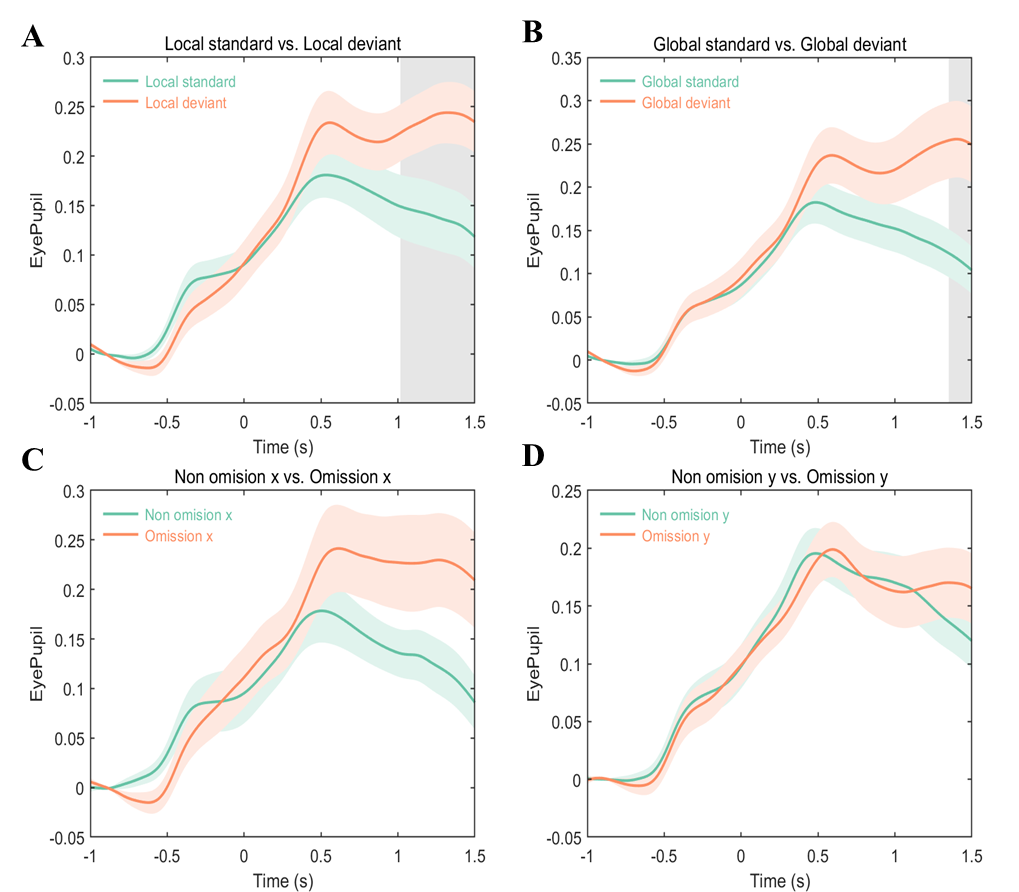 A
Local standard vs. Local deviant
Local standard
Local deviant
0.3
0.25
0.2
0.15
0.1
0.05
0
-0.05
EyePupil
-1
-0.5
0
0.5
1
1.5
Time (s)
B
Global standard vs. Global deviant
Global standard
Global deviant
0.35
0.3
0.25
0.2
0.15
0.1
0.05
0
-0.05
EyePupil
-1
-0.5
0
0.5
1
1.5
Time (s)
C
Non omision x vs. Omission x
Non omision x
Omission x
0.3
0.25
0.2
0.15
0.1
0.05
0
-0.05
EyePupil
-1
-0.5
0
0.5
1
1.5
Time (s)
D
Non omision y vs. Omission y
Non omision y
Omission y
0.25
0.2
0.15
0.1
0.05
0
-0.05
EyePupil
-1
-0.5
0
0.5
1
1.5
Time (s)